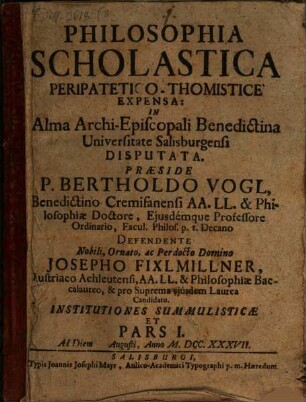 PHILOSOPHIA
SCHOLASTICA
PERIPATETICO-THOMISTICE
EXPENSA:
IN
Alma Archi-Episcopali Benedictina
Universitate Salisburgensi
DISPUTATA.
PRÆSIDE
P. BERTHOLDO VOGL,
Benedictino Cremifanensi AA. LL. & Phi-
losophiæ Doctore, Ejusdémque Professore
Ordinario, Facul. Philos. p. t. Decano
DEFENDENTE
Nobili, Ornato, ac Perdocto Domino
JOSEPHO FIXLMILLNER,
Austriaco Achleutensi, AA. LL. & Philosophiæ Bac-
calaureo, & pro Suprema ejusdem Laurea
Candidato.
INSTITUTIONES SUMMULISTICÆ
ET
PARS I.
Ad Diem Augusti, Anno M. DCC. XXXVII.
SALISBURGI,
Typis Joannis Josephi Mayr, Aulico-Academici Typographi p. m. Hæredum